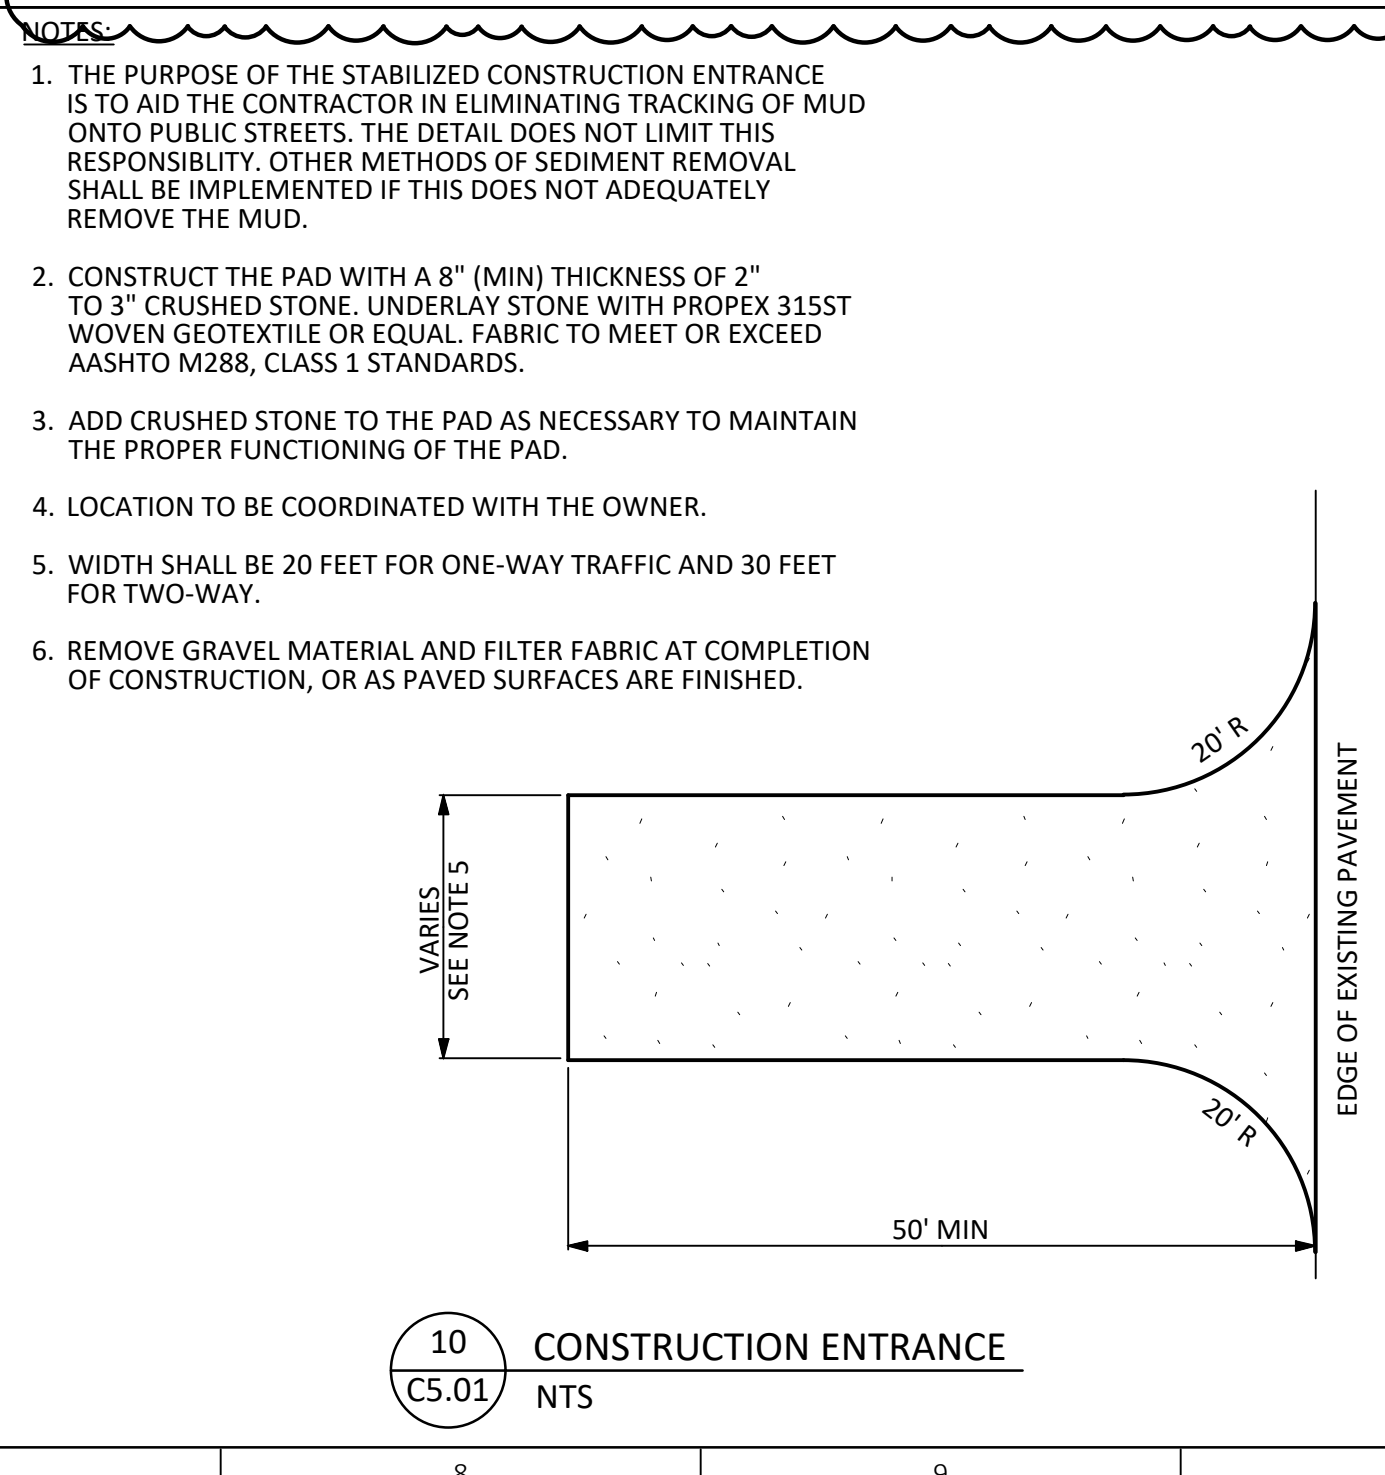 NOTES:
1. THE PURPOSE OF THE STABILIZED CONSTRUCTION ENTRANCE
IS TO AID THE CONTRACTOR IN ELIMINATING TRACKING OF MUD
ONTO PUBLIC STREETS. THE DETAIL DOES NOT LIMIT THIS
RESPONSIBLITY. OTHER METHODS OF SEDIMENT REMOVAL
SHALL BE IMPLEMENTED IF THIS DOES NOT ADEQUATELY
REMOVE THE MUD.
2. CONSTRUCT THE PAD WITH A 8" (MIN) THICKNESS OF 2"
TO 3" CRUSHED STONE. UNDERLAY STONE WITH PROPEX 315ST
WOVEN GEOTEXTILE OR EQUAL. FABRIC TO MEET OR EXCEED
AASHTO M288, CLASS 1 STANDARDS.
3. ADD CRUSHED STONE TO THE PAD AS NECESSARY TO MAINTAIN
THE PROPER FUNCTIONING OF THE PAD.
4. LOCATION TO BE COORDINATED WITH THE OWNER.
5. WIDTH SHALL BE 20 FEET FOR ONE-WAY TRAFFIC AND 30 FEET
FOR TWO-WAY.
6. REMOVE GRAVEL MATERIAL AND FILTER FABRIC AT COMPLETION
OF CONSTRUCTION, OR AS PAVED SURFACES ARE FINISHED.
20' R
VARIES
SEE NOTE 5
EDGE OF EXISTING PAVEMENT
20' R
50' MIN
10
CONSTRUCTION ENTRANCE
C5.01
NTS
8
9